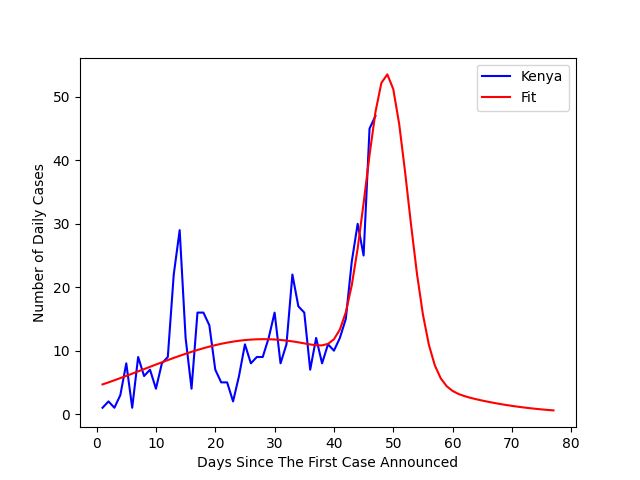 Kenya
Fit
Number of Daily Cases
50
40
30
20
10
0
0 10 20 30 40 50 60 70 80
Days Since The First Case Announced